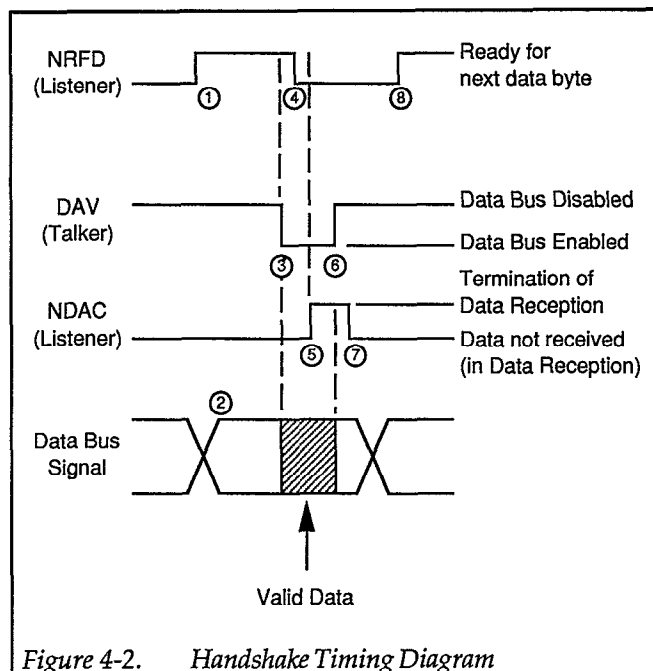 NRFD
(Listener)
Ready for
next data byte
①
④
⑧
DAV
(Talker)
Data Bus Disabled
Data Bus Enabled
③
⑥
NDAC
(Listener)
Termination of
Data Reception
Data not received
(in Data Reception)
⑤
⑦
②
Data Bus
Signal
Valid Data
Figure 4-2. Handshake Timing Diagram